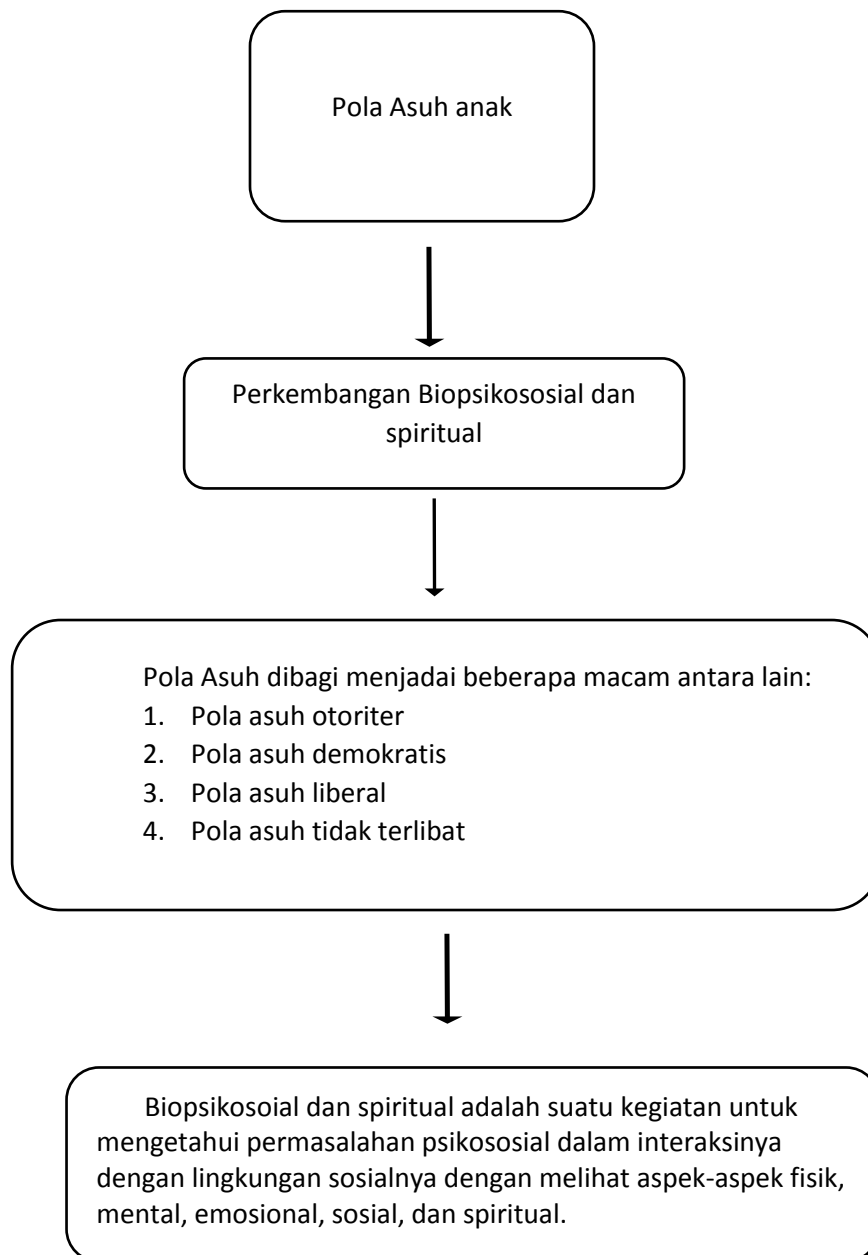 Pola Asuh anak
Perkembangan Biopsikososial dan
spiritual
Pola Asuh dibagi menjadai beberapa macam antara lain:
1. Pola asuh otoriter
2. Pola asuh demokratis
3. Pola asuh liberal
4. Pola asuh tidak terlibat
Biopsikosoial dan spiritual adalah suatu kegiatan untuk
mengetahui permasalahan psikososial dalam interaksinya
dengan lingkungan sosialnya dengan melihat aspek-aspek fisik,
mental, emosional, sosial, dan spiritual.